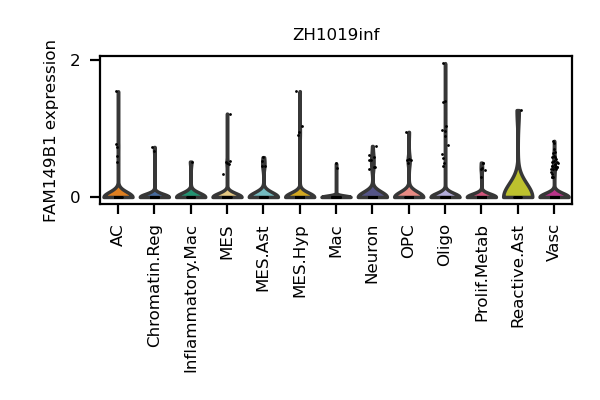 ZH1019inf
FAM149B1 expression
2
0
AC
Chromatin.Reg
Inflammatory.Mac
MES
MES.Ast
MES.Hyp
Mac
Neuron
OPC
Oligo
Prolif.Metab
Reactive.Ast
Vasc